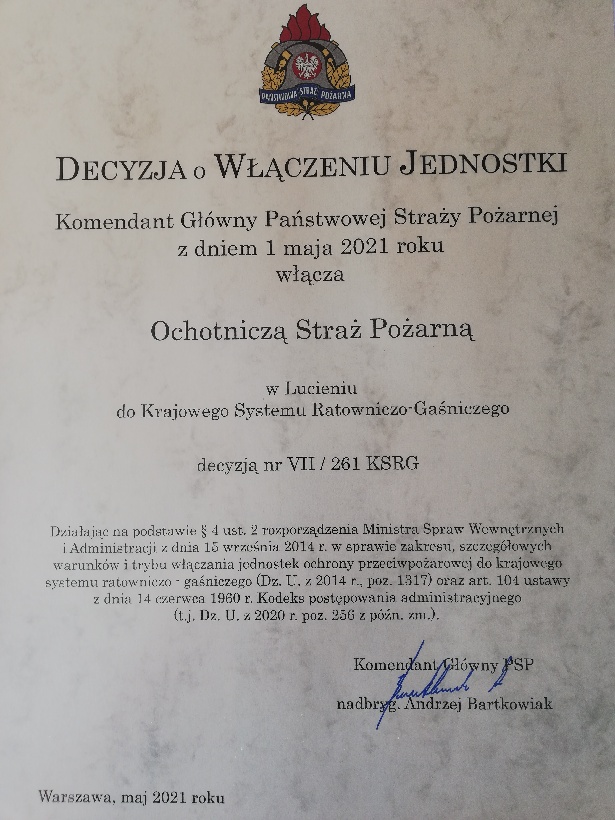 PAŃSTWOWA STRAŻ POŻARNA
DECYZJA O WŁĄCZENIU JEDNOSTKI
Komendant Główny Państwowej Straży Pożarnej
z dniem 1 maja 2021 roku
włącza
Ochotniczą Straż Pożarną
w Lucieniu
do Krajowego Systemu Ratowniczo-Gaśniczego
decyzją nr VII / 261 KSRG
Działając na podstawie § 4 ust. 2 rozporządzenia Ministra Spraw Wewnętrznych
i Administracji z dnia 15 września 2014 r. w sprawie zakresu, szczegółowych
warunków i trybu włączania jednostek ochrony przeciwpożarowej do krajowego
systemu ratowniczo - gaśniczego (Dz. U. z 2014 r., poz. 1317) oraz art. 104 ustawy
z dnia 14 czerwca 1960 r. Kodeks postępowania administracyjnego
(t.j. Dz. U. z 2020 r. poz. 256 z późn. zm.).
Komendant Główny PSP
nadbryg. Andrzej Bartkowiak
Warszawa, maj 2021 roku